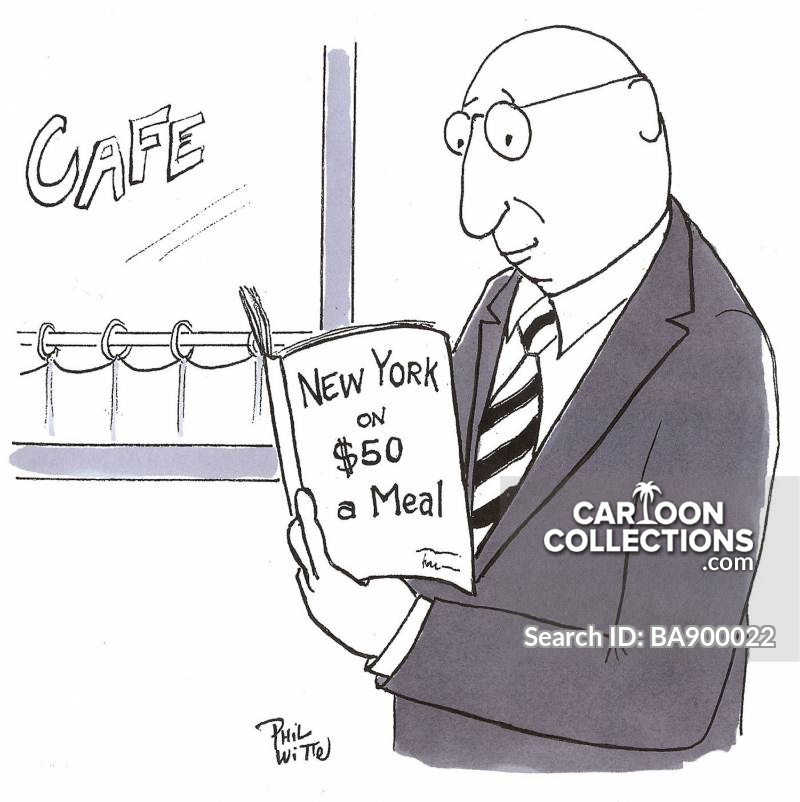 CAFE
NEW YORK
ON
$50
a Meal
CARTOON
COLLECTIONS
.com
Search ID: BA900022
PHIL
WITTE